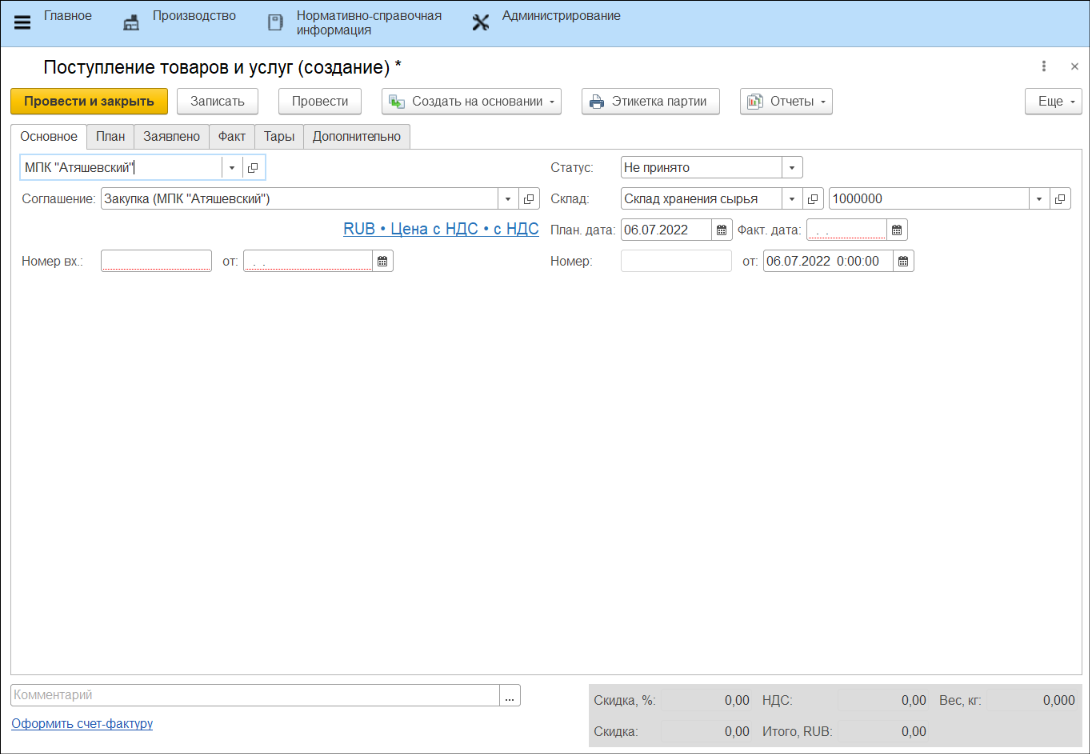 Главное
Производство
Нормативно-справочная
информация
Администрирование
Поступление товаров и услуг (создание) *
Провести и закрыть
Записать
Провести
Создать на основании
Этикетка партии
Отчеты
Еще
Основное
План
Заявлено
Факт
Тары
Дополнительно
МПК "Атяшевский"
Статус: Не принято
Соглашение: Закупка (МПК "Атяшевский")
Склад: Склад хранения сырья 1000000
RUB • Цена с НДС • с НДС
План. дата: 06.07.2022 Факт. дата: . .
Номер вх.: от: . .
Номер: от: 06.07.2022 0:00:00
Комментарий ...
Оформить счет-фактуру
Скидка, %: 0,00 НДС: 0,00 Вес, кг: 0,000
Скидка: 0,00 Итого, RUB: 0,00